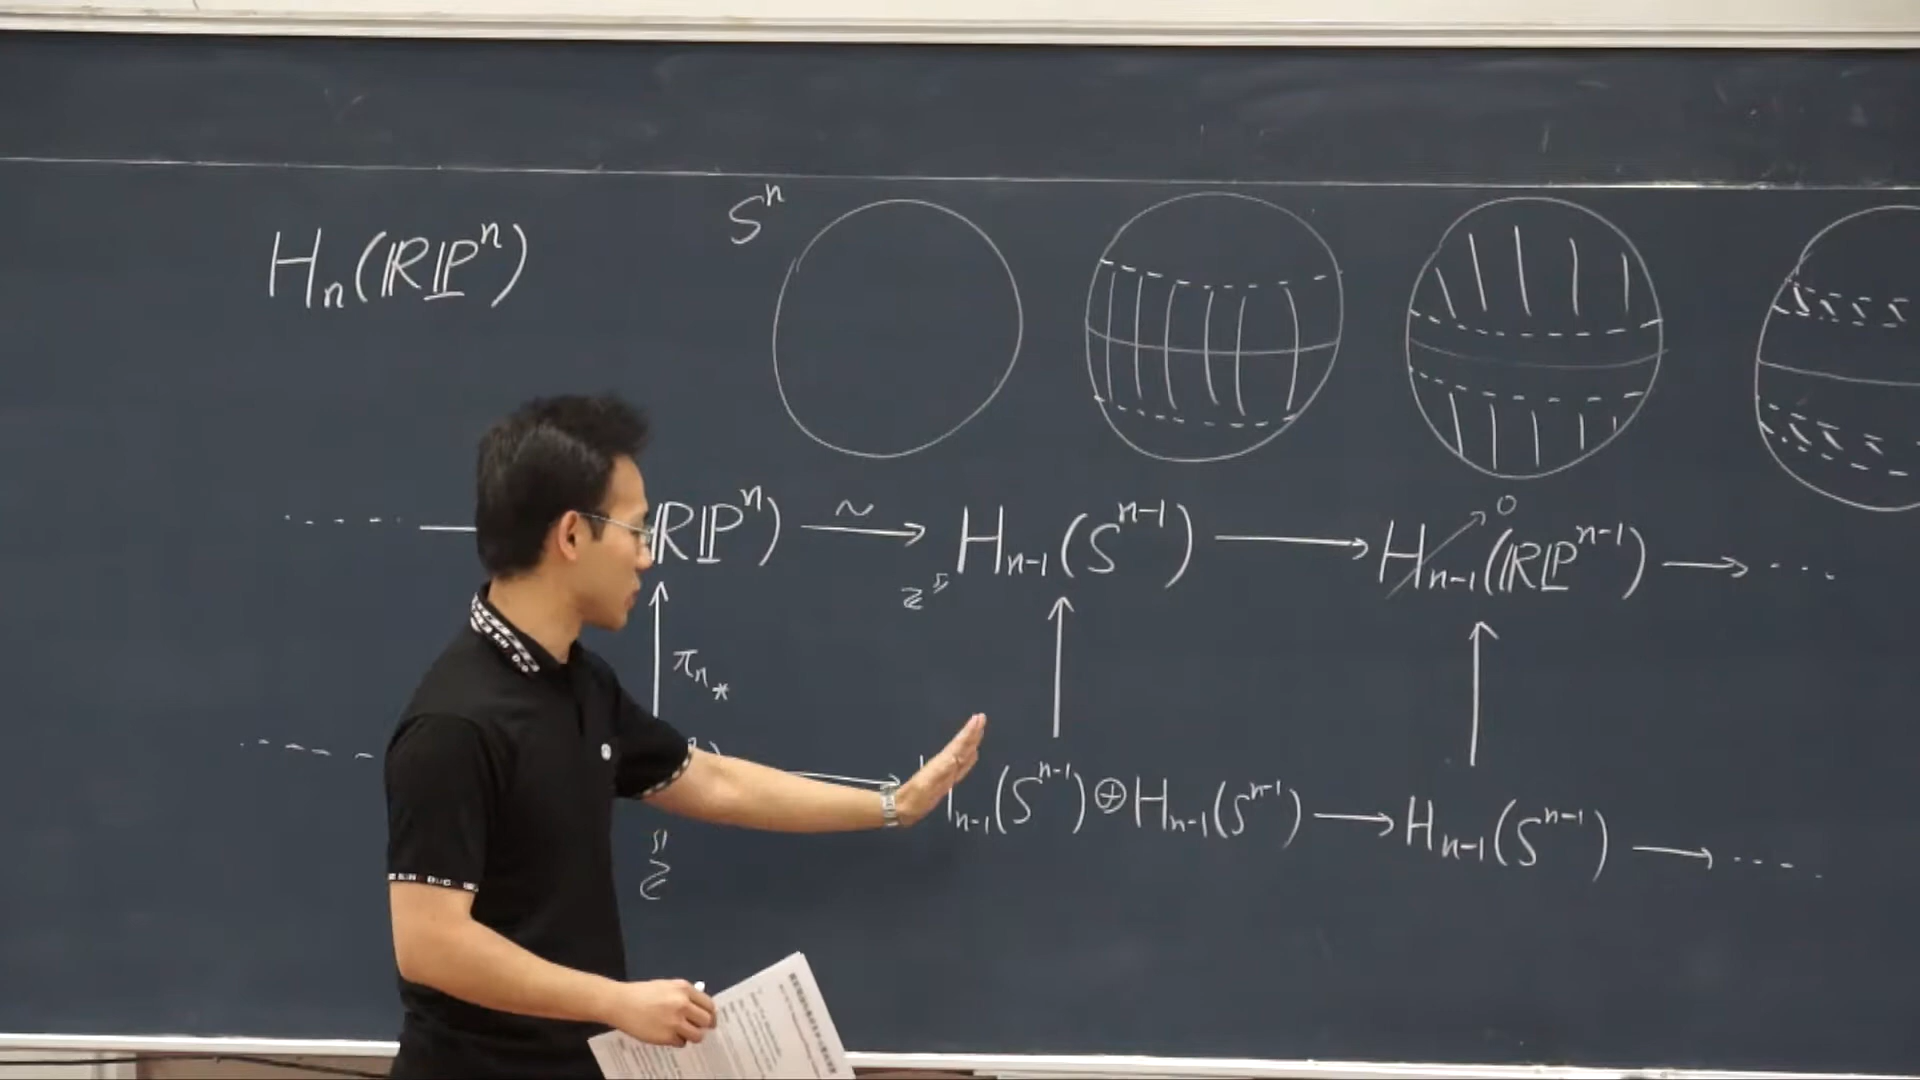 Sⁿ
Hₙ(ℝℙⁿ)
····· — ℝℙⁿ) ⥲ Hₙ₋₁(Sⁿ⁻¹) ⟶ Hₙ₋₁(ℝℙⁿ⁻¹) ⟶ ···
0
ℤ ≅
↑ πₙ* ↑ ↑
····· ⟶ ₙ₋₁(Sⁿ⁻¹) ⊕ Hₙ₋₁(Sⁿ⁻¹) ⟶ Hₙ₋₁(Sⁿ⁻¹) ⟶ ····
≅
ℤ